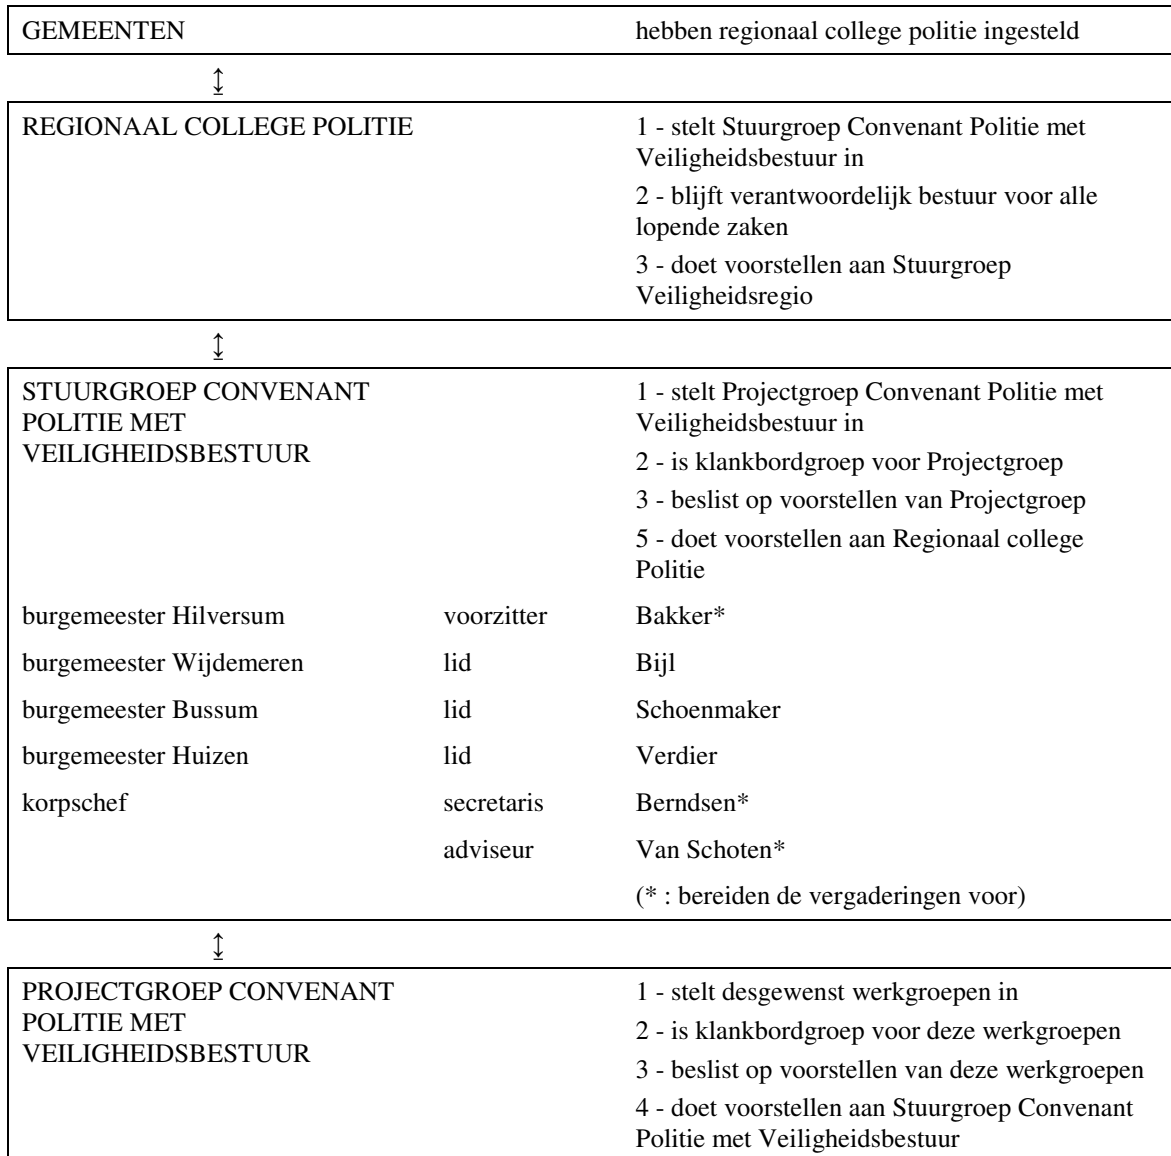 GEMEENTEN hebben regionaal college politie ingesteld
↨
REGIONAAL COLLEGE POLITIE 1 - stelt Stuurgroep Convenant Politie met
Veiligheidsbestuur in
2 - blijft verantwoordelijk bestuur voor alle
lopende zaken
3 - doet voorstellen aan Stuurgroep
Veiligheidsregio
↨
STUURGROEP CONVENANT
POLITIE MET
VEILIGHEIDSBESTUUR
1 - stelt Projectgroep Convenant Politie met
Veiligheidsbestuur in
2 - is klankbordgroep voor Projectgroep
3 - beslist op voorstellen van Projectgroep
5 - doet voorstellen aan Regionaal college
Politie
burgemeester Hilversum voorzitter Bakker*
burgemeester Wijdemeren lid Bijl
burgemeester Bussum lid Schoenmaker
burgemeester Huizen lid Verdier
korpschef secretaris Berndsen*
adviseur Van Schoten*
(* : bereiden de vergaderingen voor)
↨
PROJECTGROEP CONVENANT
POLITIE MET
VEILIGHEIDSBESTUUR
1 - stelt desgewenst werkgroepen in
2 - is klankbordgroep voor deze werkgroepen
3 - beslist op voorstellen van deze werkgroepen
4 - doet voorstellen aan Stuurgroep Convenant
Politie met Veiligheidsbestuur